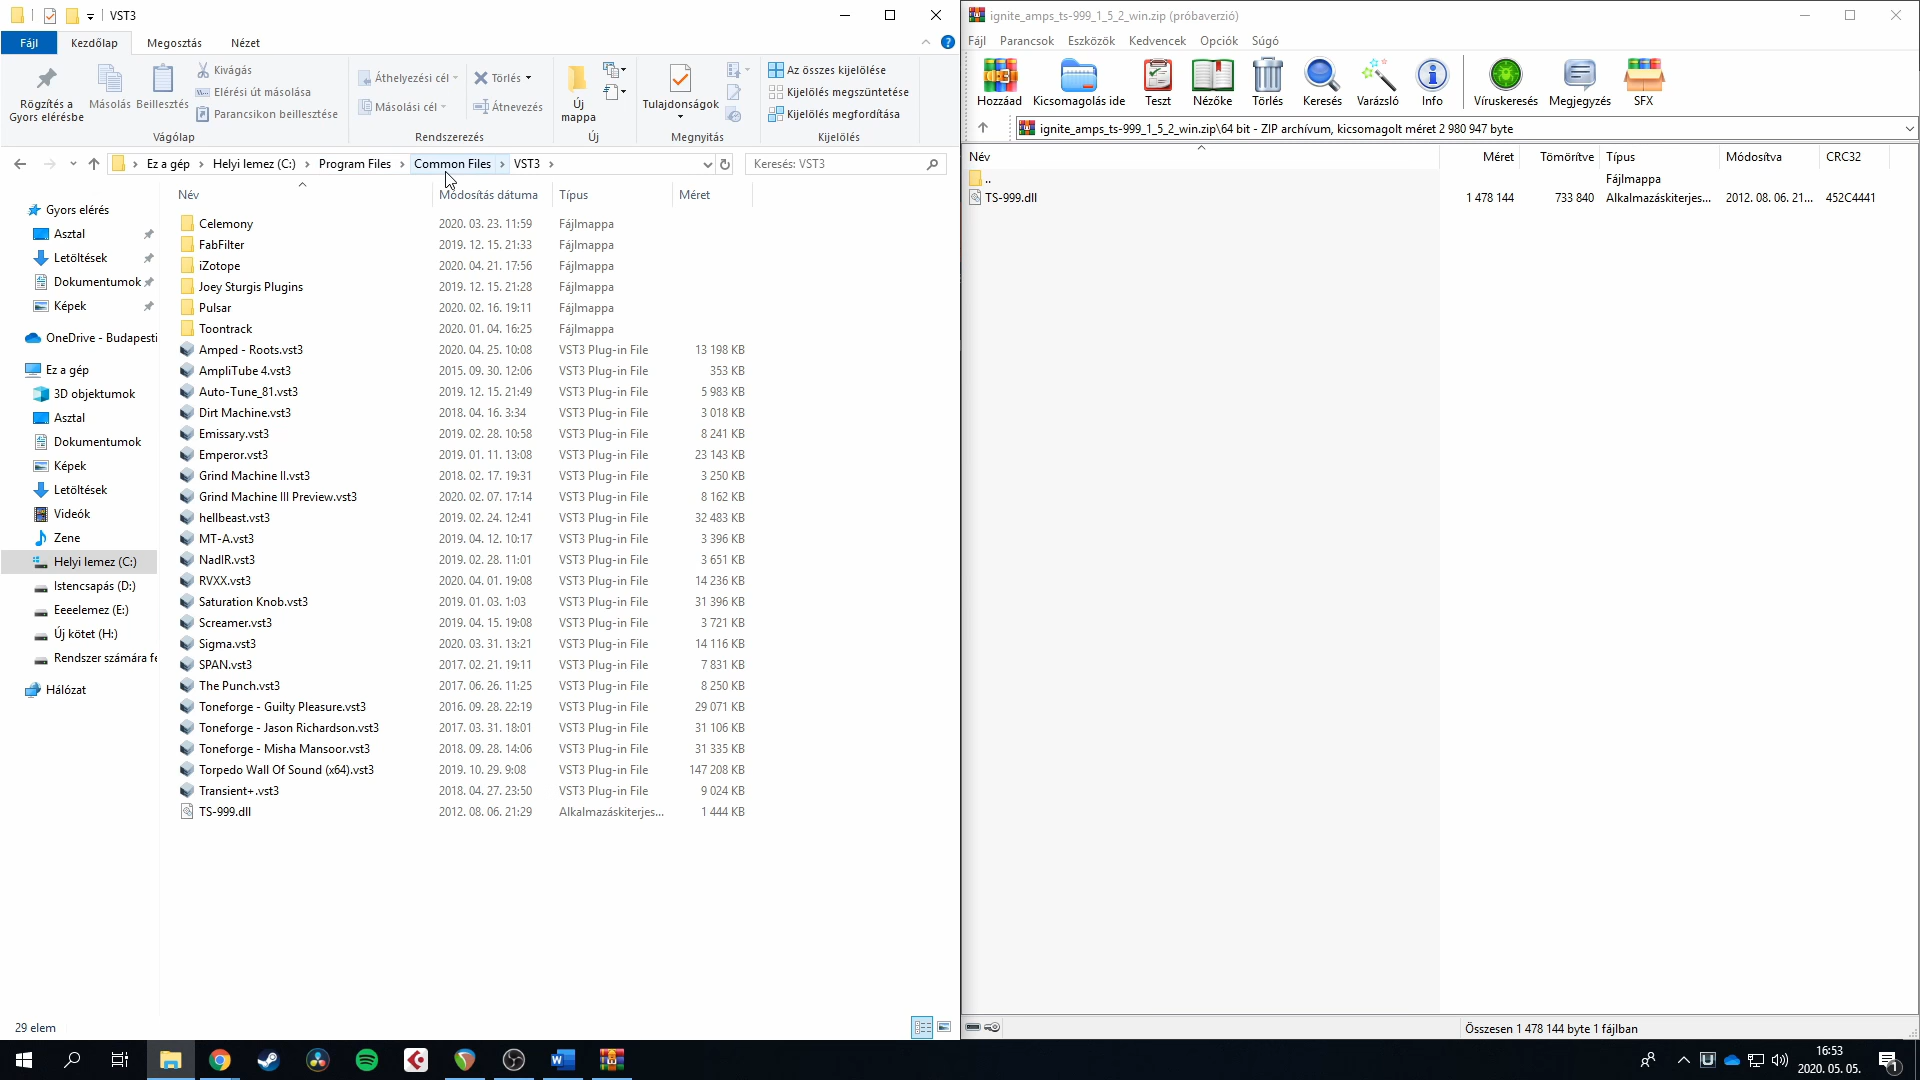 VST3
Fájl Kezdőlap Megosztás Nézet
Rögzítés a Gyors elérésbe
Másolás
Beillesztés
Kivágás
Elérési út másolása
Parancsikon beillesztése
Vágólap
Áthelyezési cél
Másolási cél
Törlés
Átnevezés
Rendszerezés
Új mappa
Új
Tulajdonságok
Megnyitás
Az összes kijelölése
Kijelölés megszüntetése
Kijelölés megfordítása
Kijelölés
Ez a gép > Helyi lemez (C:) > Program Files > Common Files > VST3 >
Keresés: VST3
Gyors elérés
Asztal
Letöltések
Dokumentumok
Képek
OneDrive - Budapesti
Ez a gép
3D objektumok
Asztal
Dokumentumok
Képek
Letöltések
Videók
Zene
Helyi lemez (C:)
Istencsapás (D:)
Eeeelemez (E:)
Új kötet (H:)
Rendszer számára fe
Hálózat
Név Módosítás dátuma Típus Méret
Celemony 2020. 03. 23. 11:59 Fájlmappa
FabFilter 2019. 12. 15. 21:33 Fájlmappa
iZotope 2020. 04. 21. 17:56 Fájlmappa
Joey Sturgis Plugins 2019. 12. 15. 21:28 Fájlmappa
Pulsar 2020. 02. 16. 19:11 Fájlmappa
Toontrack 2020. 01. 04. 16:25 Fájlmappa
Amped - Roots.vst3 2020. 04. 25. 10:08 VST3 Plug-in File 13 198 KB
AmpliTube 4.vst3 2015. 09. 30. 12:06 VST3 Plug-in File 353 KB
Auto-Tune_81.vst3 2019. 12. 15. 21:49 VST3 Plug-in File 5 983 KB
Dirt Machine.vst3 2018. 04. 16. 3:34 VST3 Plug-in File 3 018 KB
Emissary.vst3 2019. 02. 28. 10:58 VST3 Plug-in File 8 241 KB
Emperor.vst3 2019. 01. 11. 13:08 VST3 Plug-in File 23 143 KB
Grind Machine II.vst3 2018. 02. 17. 19:31 VST3 Plug-in File 3 250 KB
Grind Machine III Preview.vst3 2020. 02. 07. 17:14 VST3 Plug-in File 8 162 KB
hellbeast.vst3 2019. 02. 24. 12:41 VST3 Plug-in File 32 483 KB
MT-A.vst3 2019. 04. 12. 10:17 VST3 Plug-in File 3 396 KB
NadIR.vst3 2019. 02. 28. 11:01 VST3 Plug-in File 3 651 KB
RVXX.vst3 2020. 04. 01. 19:08 VST3 Plug-in File 14 236 KB
Saturation Knob.vst3 2019. 01. 03. 1:03 VST3 Plug-in File 31 396 KB
Screamer.vst3 2019. 04. 15. 19:08 VST3 Plug-in File 3 721 KB
Sigma.vst3 2020. 03. 31. 13:21 VST3 Plug-in File 14 116 KB
SPAN.vst3 2017. 02. 21. 19:11 VST3 Plug-in File 7 831 KB
The Punch.vst3 2017. 06. 26. 11:25 VST3 Plug-in File 8 250 KB
Toneforge - Guilty Pleasure.vst3 2016. 09. 28. 22:19 VST3 Plug-in File 29 071 KB
Toneforge - Jason Richardson.vst3 2017. 03. 31. 18:01 VST3 Plug-in File 31 106 KB
Toneforge - Misha Mansoor.vst3 2018. 09. 28. 14:06 VST3 Plug-in File 31 335 KB
Torpedo Wall Of Sound (x64).vst3 2019. 10. 29. 9:08 VST3 Plug-in File 147 208 KB
Transient+.vst3 2018. 04. 27. 23:50 VST3 Plug-in File 9 024 KB
TS-999.dll 2012. 08. 06. 21:29 Alkalmazáskiterjes... 1 444 KB
29 elem
ignite_amps_ts-999_1_5_2_win.zip (próbaverzió)
Fájl Parancsok Eszközök Kedvencek Opciók Súgó
Hozzáad Kicsomagolás ide Teszt Nézőke Törlés Keresés Varázsló Info Víruskeresés Megjegyzés SFX
ignite_amps_ts-999_1_5_2_win.zip\64 bit - ZIP archívum, kicsomagolt méret 2 980 947 byte
Név Méret Tömörítve Típus Módosítva CRC32
.. Fájlmappa
TS-999.dll 1 478 144 733 840 Alkalmazáskiterjes... 2012. 08. 06. 21... 452C4441
Összesen 1 478 144 byte 1 fájlban
16:53
2020. 05. 05.
1